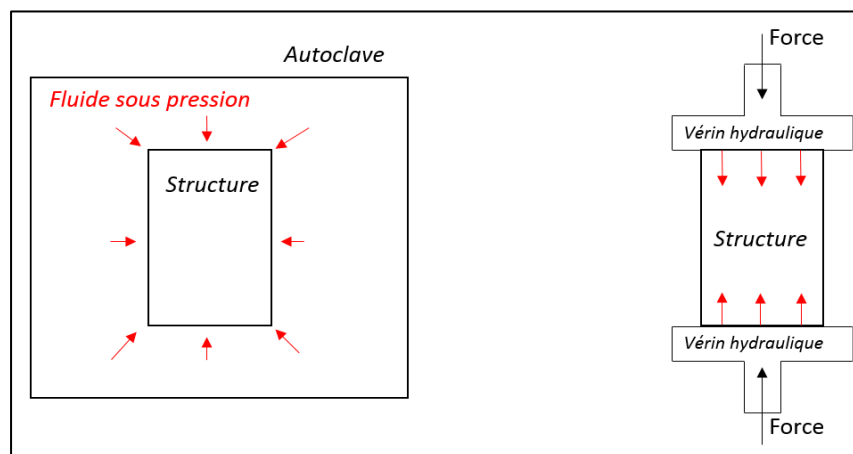 Autoclave
Fluide sous pression
Structure
Force
Vérin hydraulique
Structure
Vérin hydraulique
Force